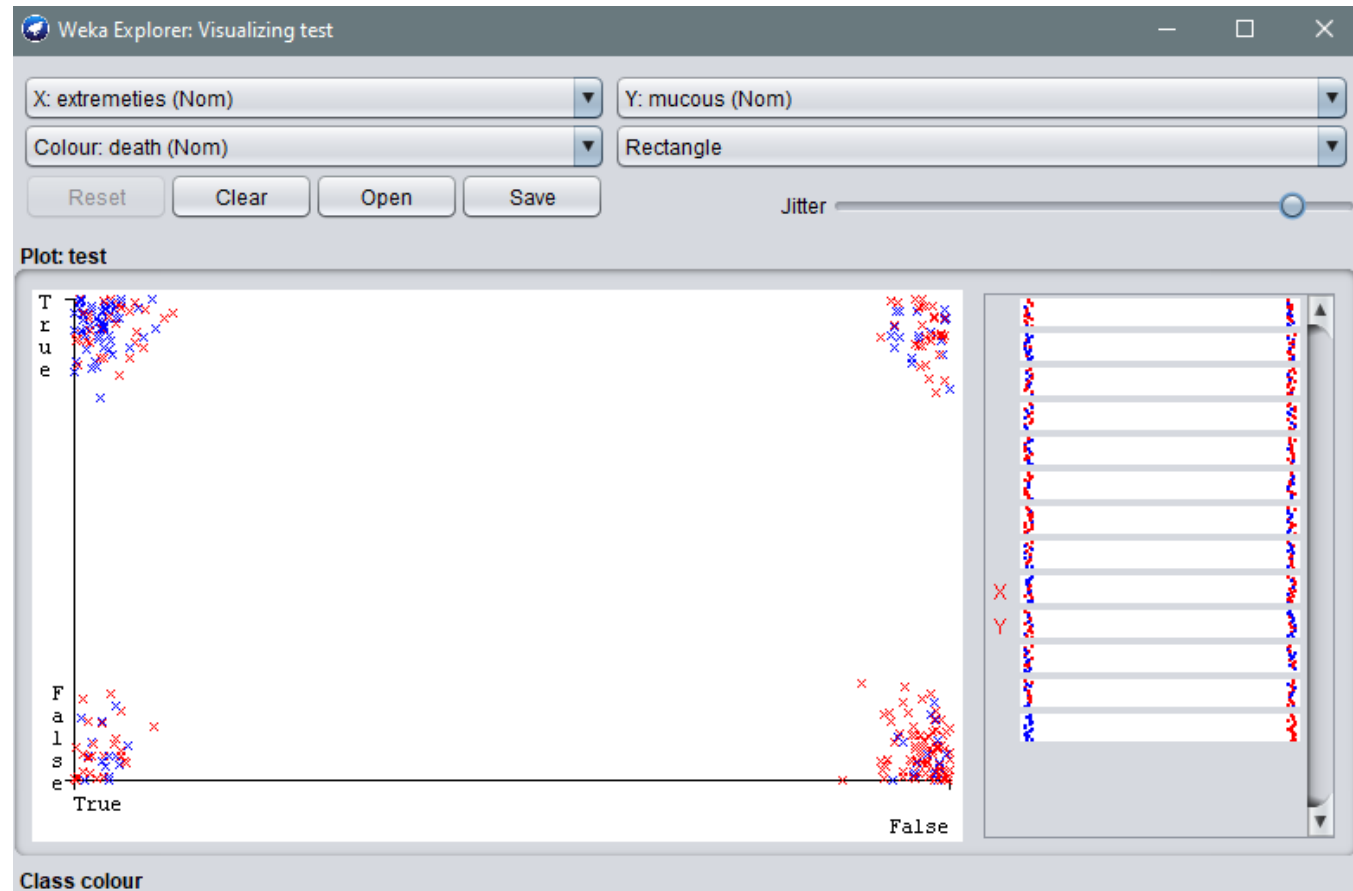 Weka Explorer: Visualizing test
X: extremeties (Nom)
Y: mucous (Nom)
Colour: death (Nom)
Rectangle
Reset
Clear
Open
Save
Jitter
Plot: test
True
False
True
False
X
Y
Class colour